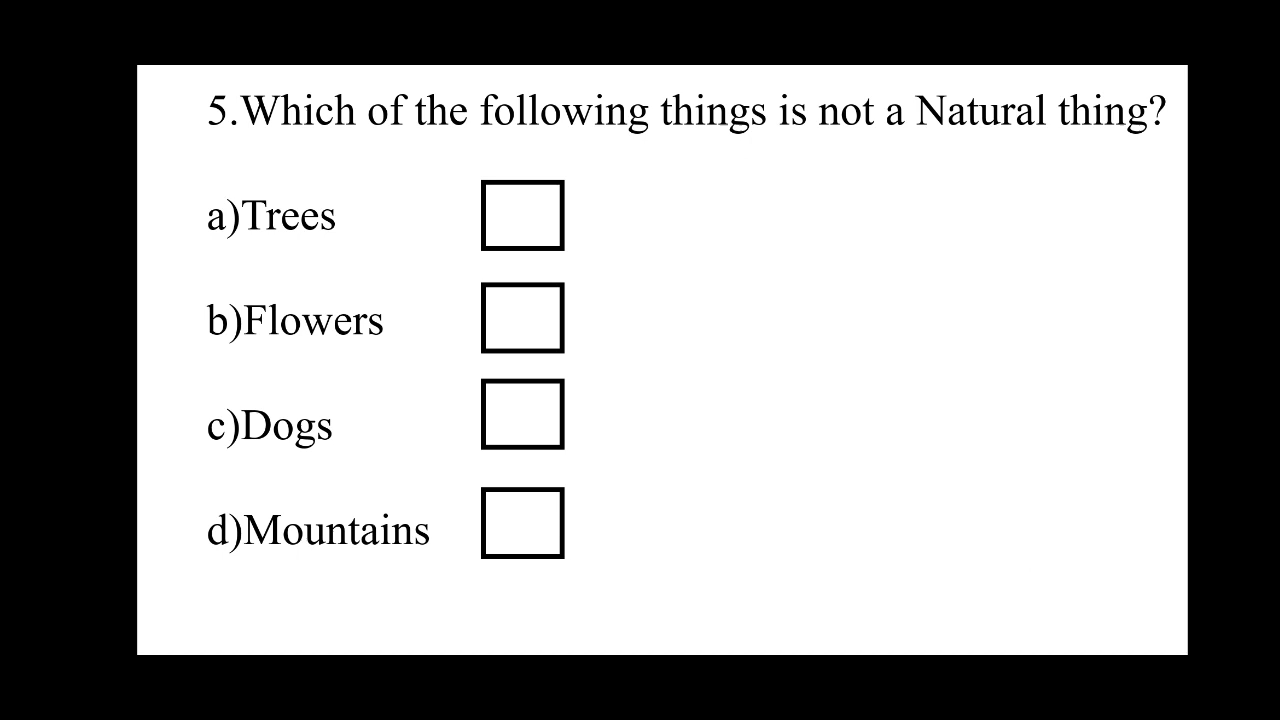 5.Which of the following things is not a Natural thing?
a)Trees
b)Flowers
c)Dogs
d)Mountains